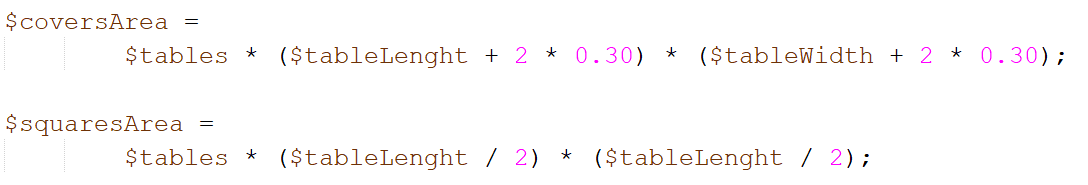 $coversArea =
$tables * ($tableLenght + 2 * 0.30) * ($tableWidth + 2 * 0.30);
$squaresArea =
$tables * ($tableLenght / 2) * ($tableLenght / 2);